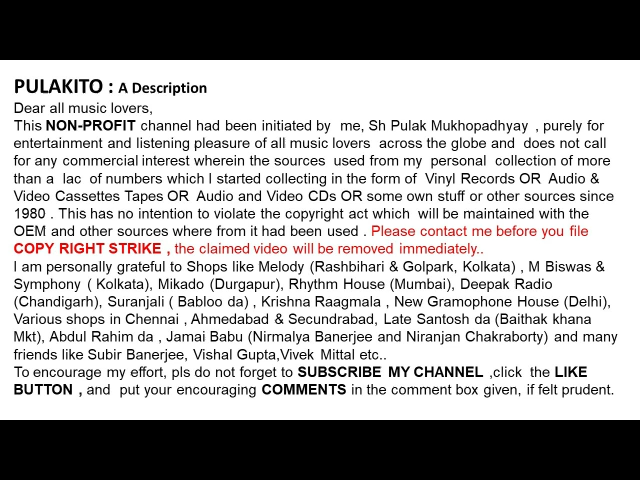 PULAKITO : A Description
Dear all music lovers,
This NON-PROFIT channel had been initiated by me, Sh Pulak Mukhopadhyay , purely for
entertainment and listening pleasure of all music lovers across the globe and does not call
for any commercial interest wherein the sources used from my personal collection of more
than a lac of numbers which I started collecting in the form of Vinyl Records OR Audio &
Video Cassettes Tapes OR Audio and Video CDs OR some own stuff or other sources since
1980 . This has no intention to violate the copyright act which will be maintained with the
OEM and other sources where from it had been used . Please contact me before you file
COPY RIGHT STRIKE , the claimed video will be removed immediately..
I am personally grateful to Shops like Melody (Rashbihari & Golpark, Kolkata) , M Biswas &
Symphony ( Kolkata), Mikado (Durgapur), Rhythm House (Mumbai), Deepak Radio
(Chandigarh), Suranjali ( Babloo da) , Krishna Raagmala , New Gramophone House (Delhi),
Various shops in Chennai , Ahmedabad & Secundrabad, Late Santosh da (Baithak khana
Mkt), Abdul Rahim da , Jamai Babu (Nirmalya Banerjee and Niranjan Chakraborty) and many
friends like Subir Banerjee, Vishal Gupta,Vivek Mittal etc..
To encourage my effort, pls do not forget to SUBSCRIBE MY CHANNEL ,click the LIKE
BUTTON , and put your encouraging COMMENTS in the comment box given, if felt prudent.